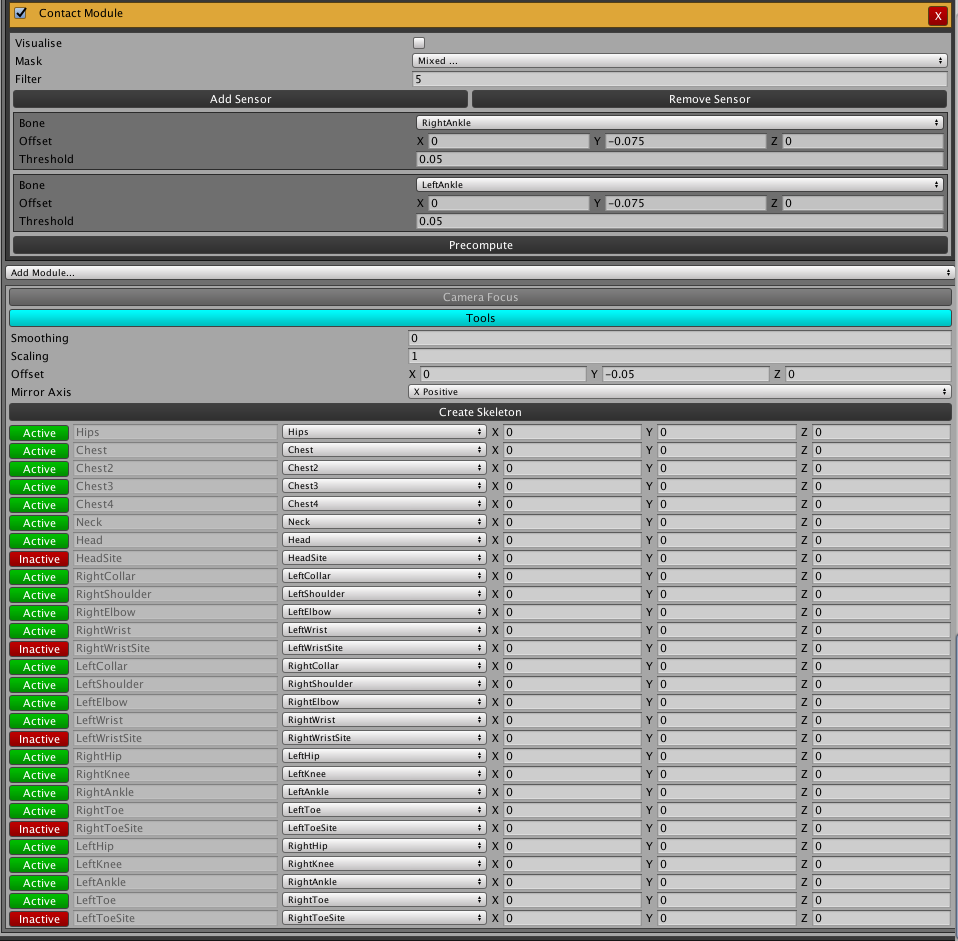 Contact Module X
Visualise
Mask Mixed ...
Filter 5
Add Sensor Remove Sensor
Bone RightAnkle
Offset X 0 Y -0.075 Z 0
Threshold 0.05
Bone LeftAnkle
Offset X 0 Y -0.075 Z 0
Threshold 0.05
Precompute
Add Module...
Camera Focus
Tools
Smoothing 0
Scaling 1
Offset X 0 Y -0.05 Z 0
Mirror Axis X Positive
Create Skeleton
Active Hips Hips X 0 Y 0 Z 0
Active Chest Chest X 0 Y 0 Z 0
Active Chest2 Chest2 X 0 Y 0 Z 0
Active Chest3 Chest3 X 0 Y 0 Z 0
Active Chest4 Chest4 X 0 Y 0 Z 0
Active Neck Neck X 0 Y 0 Z 0
Active Head Head X 0 Y 0 Z 0
Inactive HeadSite HeadSite X 0 Y 0 Z 0
Active RightCollar LeftCollar X 0 Y 0 Z 0
Active RightShoulder LeftShoulder X 0 Y 0 Z 0
Active RightElbow LeftElbow X 0 Y 0 Z 0
Active RightWrist LeftWrist X 0 Y 0 Z 0
Inactive RightWristSite LeftWristSite X 0 Y 0 Z 0
Active LeftCollar RightCollar X 0 Y 0 Z 0
Active LeftShoulder RightShoulder X 0 Y 0 Z 0
Active LeftElbow RightElbow X 0 Y 0 Z 0
Active LeftWrist RightWrist X 0 Y 0 Z 0
Inactive LeftWristSite RightWristSite X 0 Y 0 Z 0
Active RightHip LeftHip X 0 Y 0 Z 0
Active RightKnee LeftKnee X 0 Y 0 Z 0
Active RightAnkle LeftAnkle X 0 Y 0 Z 0
Active RightToe LeftToe X 0 Y 0 Z 0
Inactive RightToeSite LeftToeSite X 0 Y 0 Z 0
Active LeftHip RightHip X 0 Y 0 Z 0
Active LeftKnee RightKnee X 0 Y 0 Z 0
Active LeftAnkle RightAnkle X 0 Y 0 Z 0
Active LeftToe RightToe X 0 Y 0 Z 0
Inactive LeftToeSite RightToeSite X 0 Y 0 Z 0